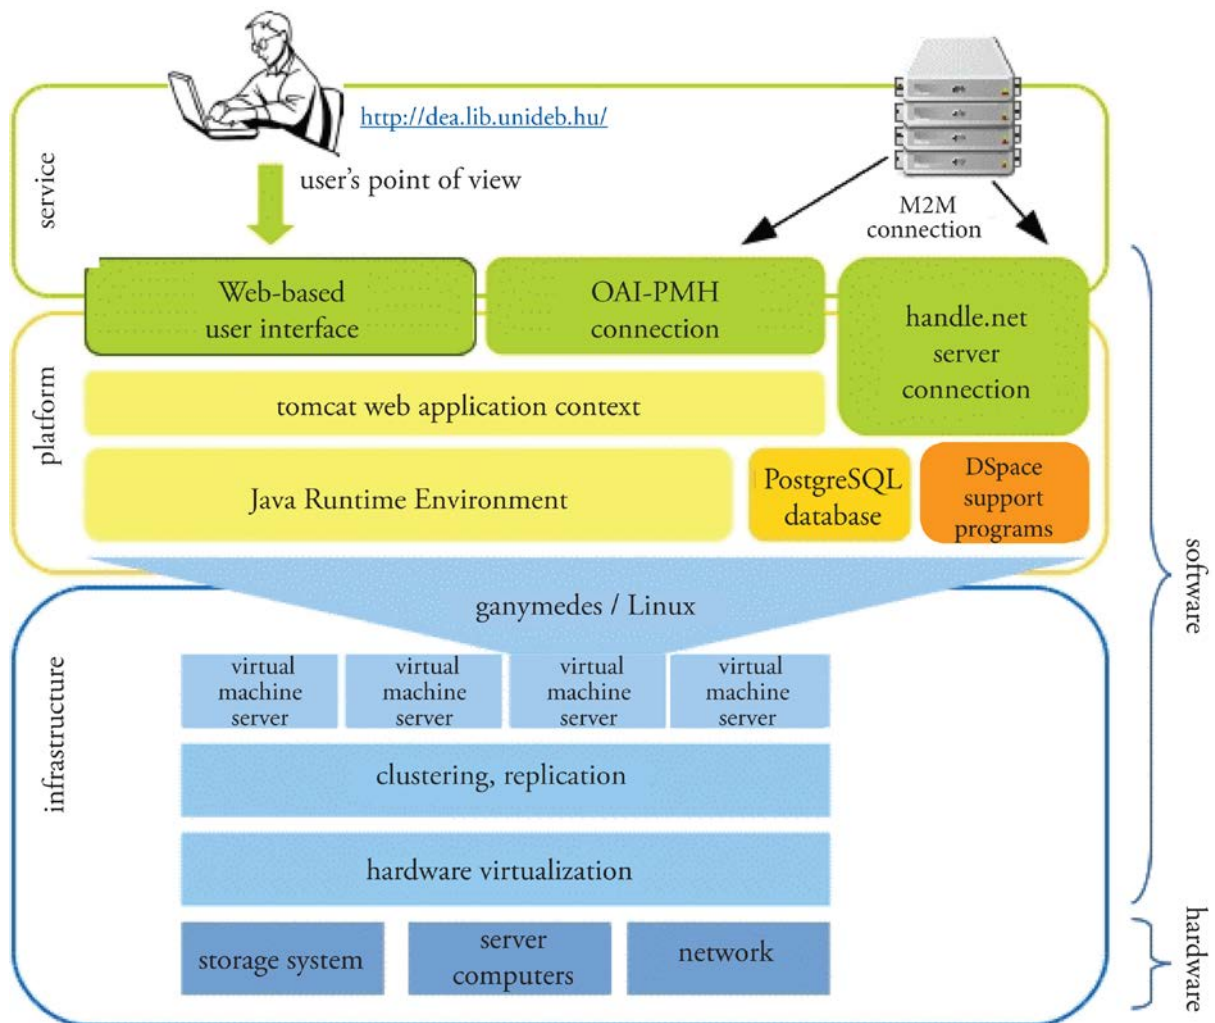 http://dea.lib.unideb.hu/
user's point of view
M2M
connection
service
Web-based
user interface
OAI-PMH
connection
handle.net
server
connection
platform
tomcat web application context
Java Runtime Environment
PostgreSQL
database
DSpace
support
programs
software
ganymedes / Linux
infrastructure
virtual
machine
server
virtual
machine
server
virtual
machine
server
virtual
machine
server
clustering, replication
hardware virtualization
hardware
storage system
server
computers
network